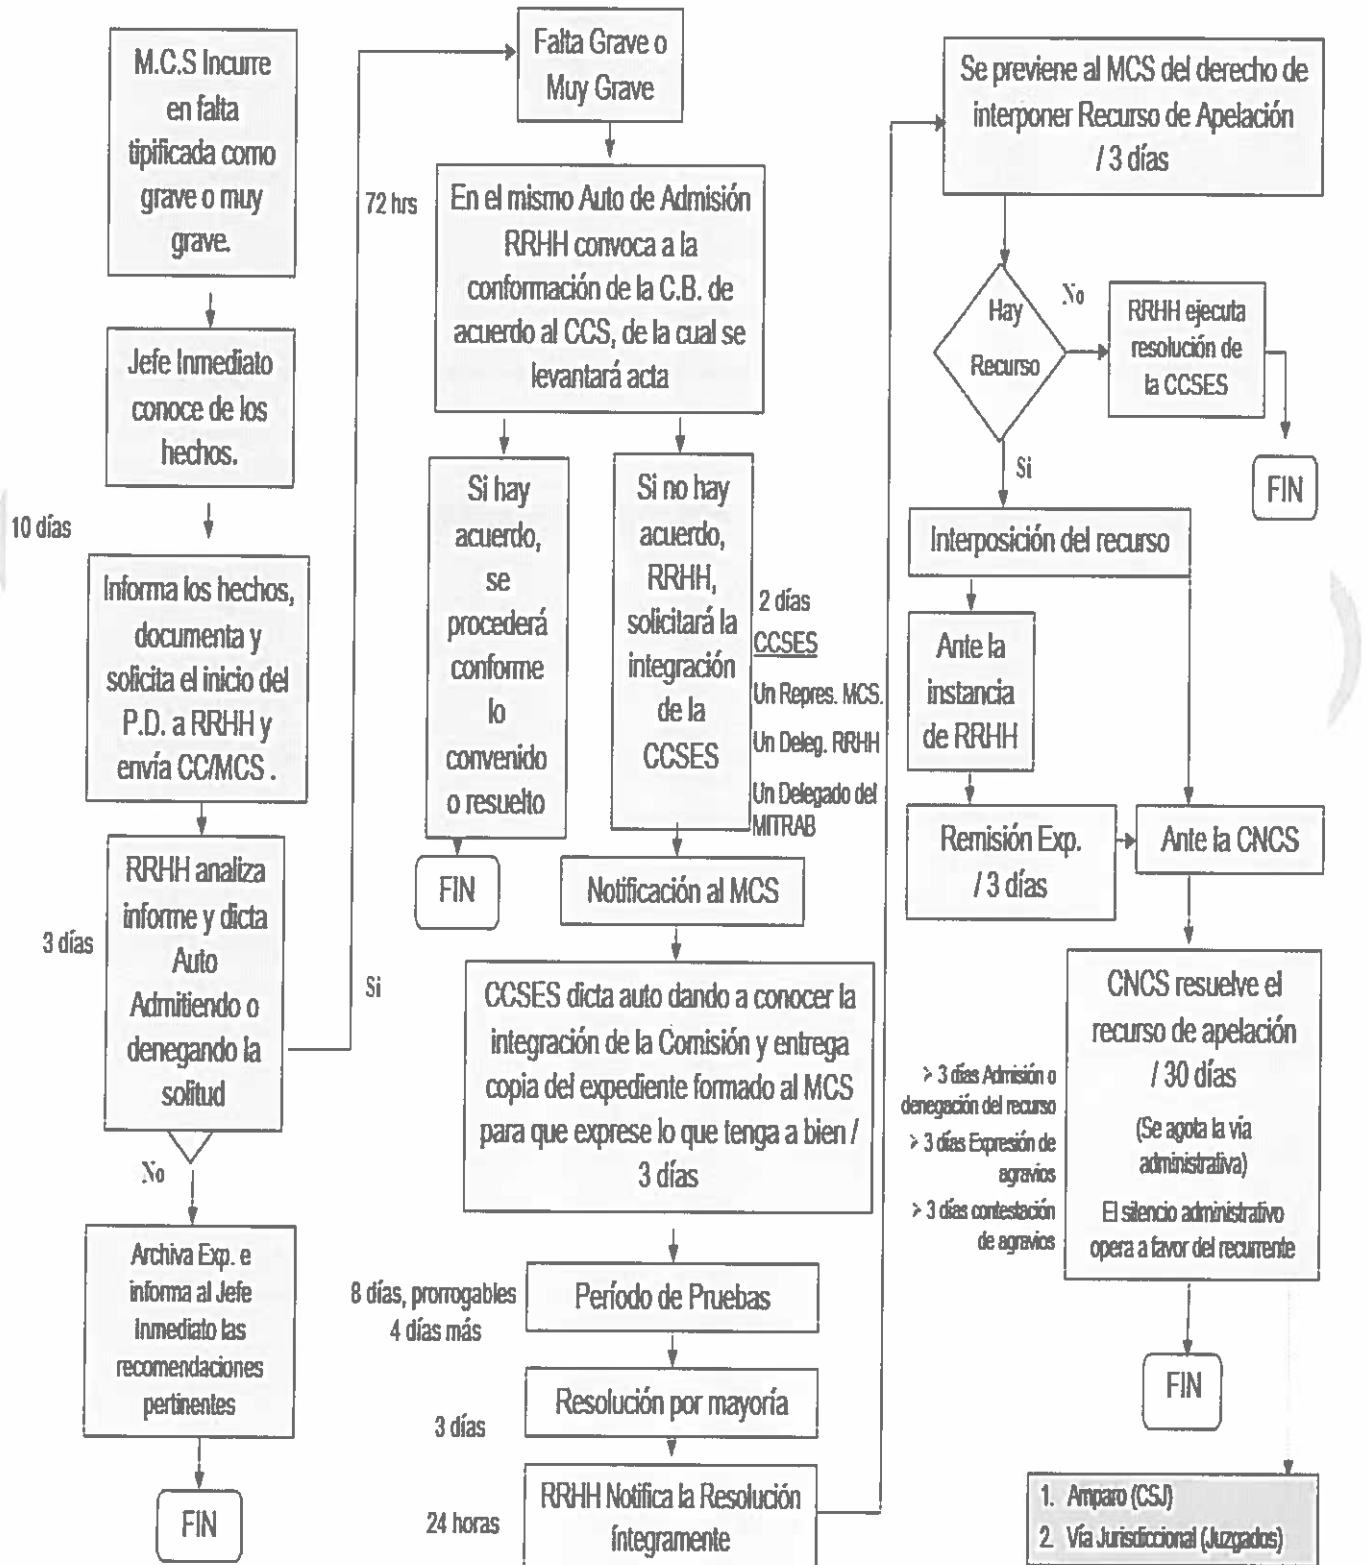 M.C.S Incurre
en falta
tipificada como
grave o muy
grave.
Jefe Inmediato
conoce de los
hechos.
10 días
Informa los hechos,
documenta y
solicita el inicio del
P.D. a RRHH y
envía CC/MCS .
3 días
RRHH analiza
informe y dicta
Auto
Admitiendo o
denegando la
solitud
Si
No
Archiva Exp. e
informa al Jefe
Inmediato las
recomendaciones
pertinentes
FIN
Falta Grave o
Muy Grave
72 hrs
En el mismo Auto de Admisión
RRHH convoca a la
conformación de la C.B. de
acuerdo al CCS, de la cual se
levantará acta
Si hay
acuerdo,
se
procederá
conforme
lo
convenido
o resuelto
FIN
Si no hay
acuerdo,
RRHH,
solicitará la
integración
de la
CCSES
2 días
CCSES
Un Repres. MCS.
Un Deleg. RRHH
Un Delegado del
MITRAB
Notificación al MCS
CCSES dicta auto dando a conocer la
integración de la Comisión y entrega
copia del expediente formado al MCS
para que exprese lo que tenga a bien /
3 días
8 días, prorrogables
4 días más
Período de Pruebas
Resolución por mayoría
3 días
24 horas
RRHH Notifica la Resolución
íntegramente
Se previene al MCS del derecho de
interponer Recurso de Apelación
/ 3 días
Hay
Recurso
No
RRHH ejecuta
resolución de
la CCSES
FIN
Si
Interposición del recurso
Ante la
instancia
de RRHH
Remisión Exp.
/ 3 días
Ante la CNCS
CNCS resuelve el
recurso de apelación
/ 30 días
(Se agota la vía
administrativa)
El silencio administrativo
opera a favor del recurrente
> 3 días Admisión o
denegación del recurso
> 3 días Expresión de
agravios
> 3 días contestación
de agravios
FIN
1. Amparo (CSJ)
2. Vía Jurisdiccional (Juzgados)